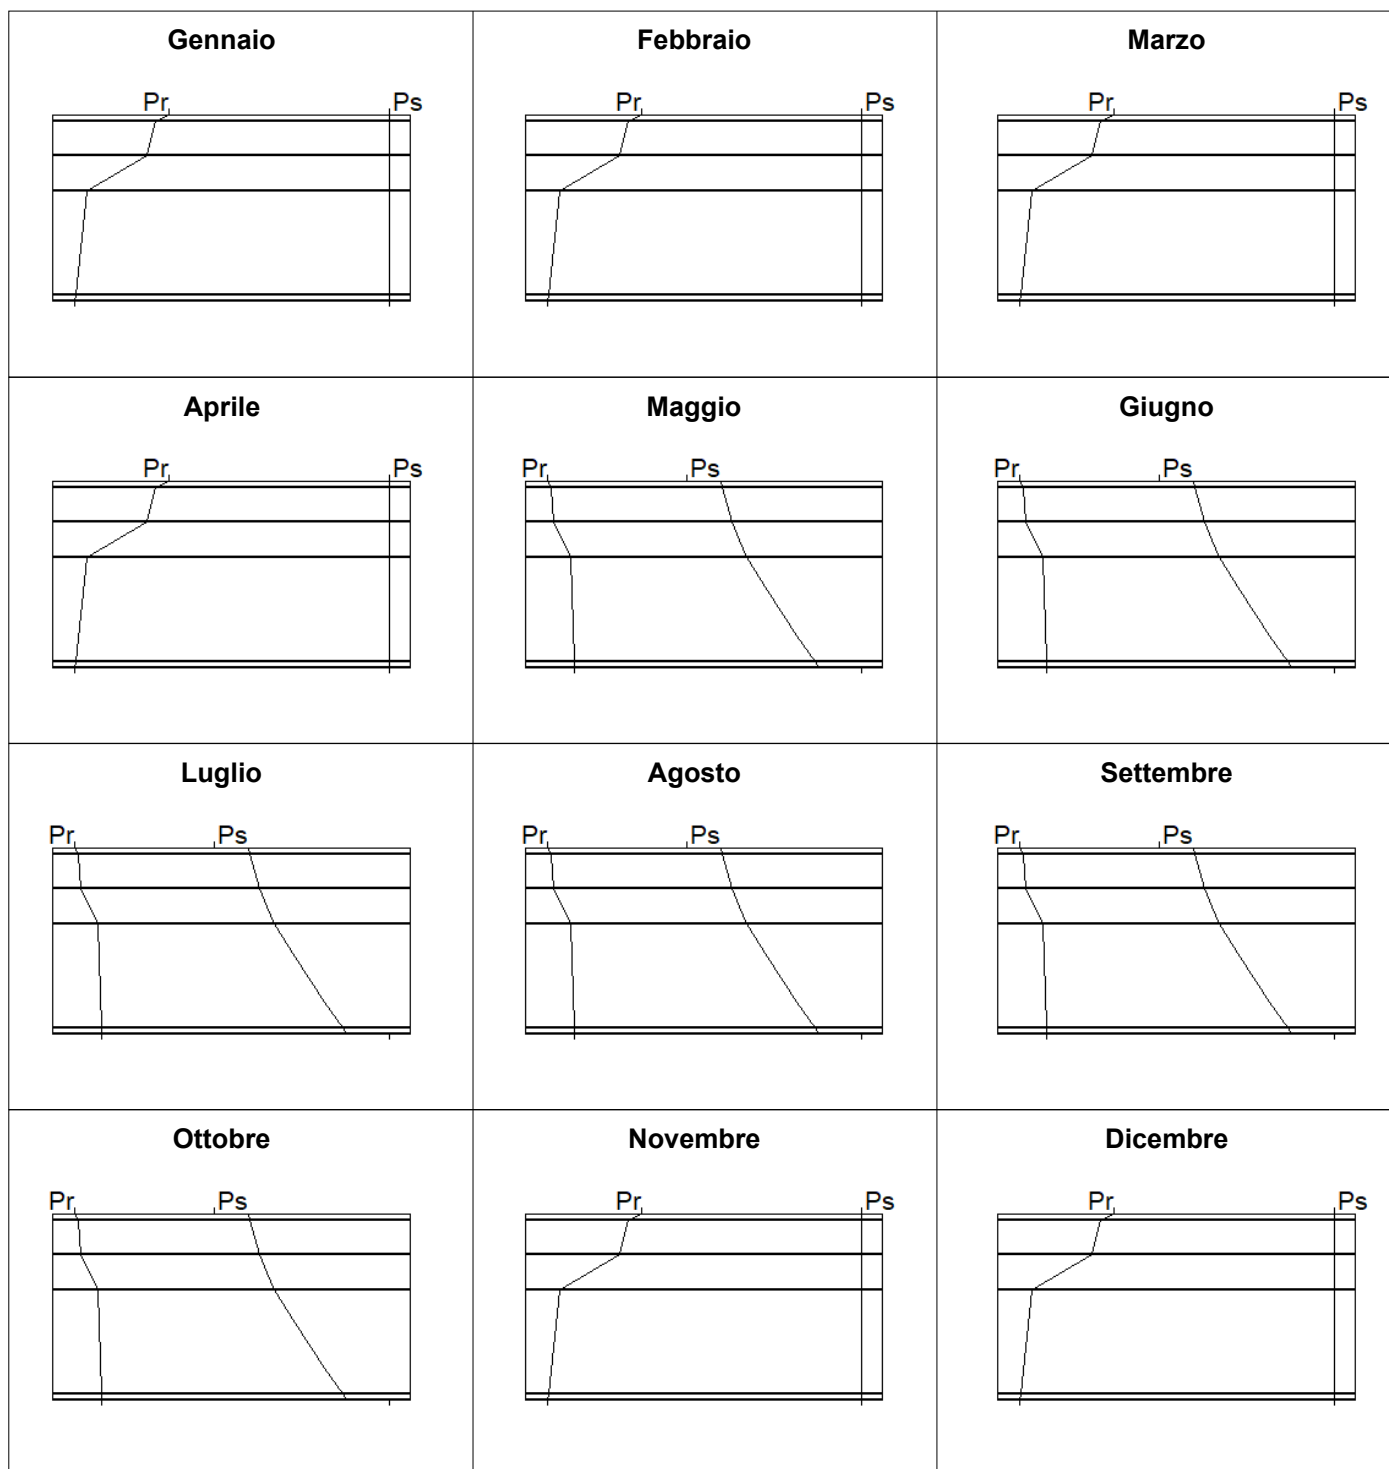 Gennaio Febbraio Marzo
Pr Ps Pr Ps Pr Ps
Aprile Maggio Giugno
Pr Ps Pr Ps Pr Ps
Luglio Agosto Settembre
Pr Ps Pr Ps Pr Ps
Ottobre Novembre Dicembre
Pr Ps Pr Ps Pr Ps